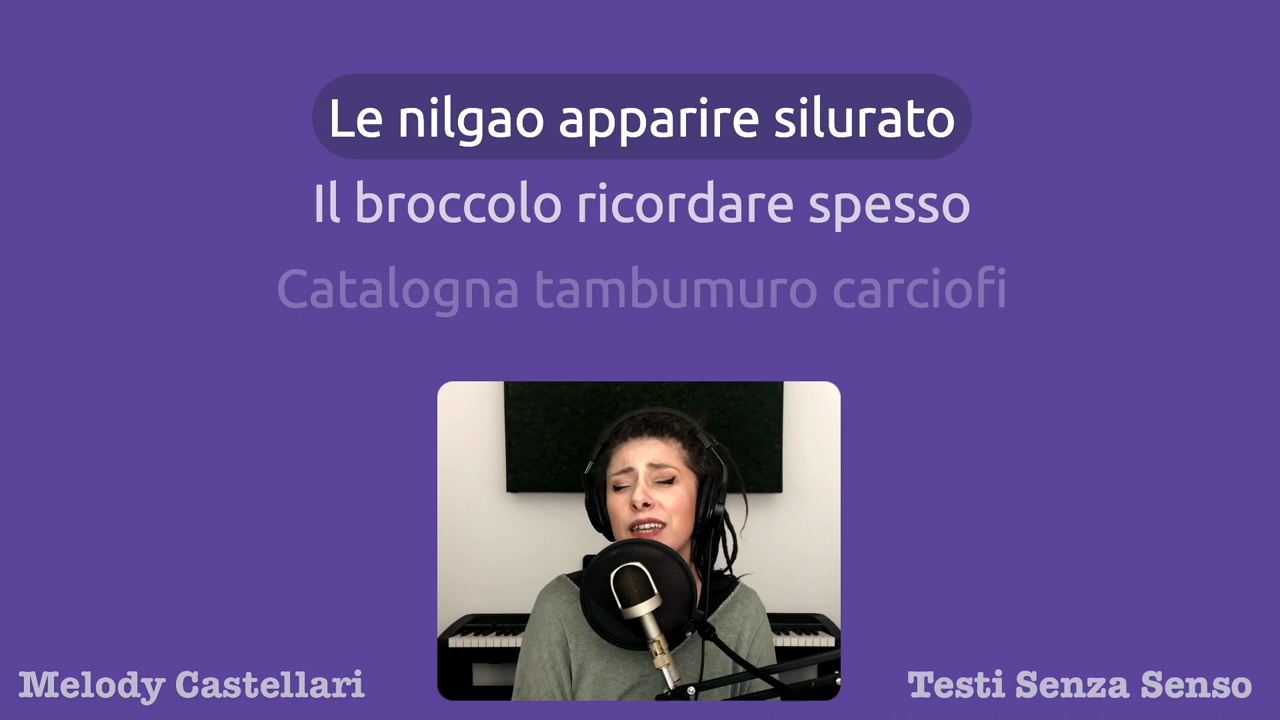 Le nilgao apparire silurato
Il broccolo ricordare spesso
Catalogna tambumuro carciofi
Melody Castellari
Testi Senza Senso